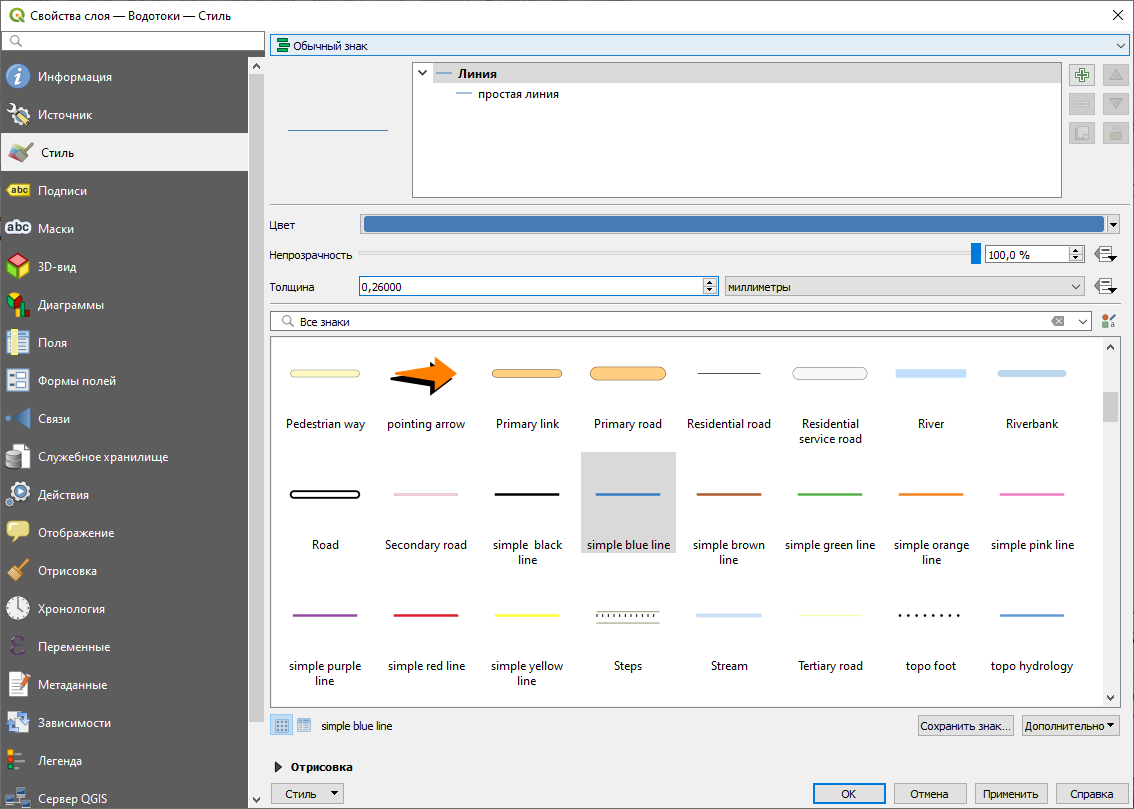 Свойства слоя — Водотоки — Стиль
Обычный знак
Информация
Источник
Стиль
Подписи
Маски
3D-вид
Диаграммы
Поля
Формы полей
Связи
Служебное хранилище
Действия
Отображение
Отрисовка
Хронология
Переменные
Метаданные
Зависимости
Легенда
Сервер QGIS
abc
abc
Линия
простая линия
Цвет
Непрозрачность
100,0 %
Толщина
0,26000
миллиметры
Все знаки
Pedestrian way
pointing arrow
Primary link
Primary road
Residential road
Residential
service road
River
Riverbank
Road
Secondary road
simple black
line
simple blue line
simple brown
line
simple green line
simple orange
line
simple pink line
simple purple
line
simple red line
simple yellow
line
Steps
Stream
Tertiary road
topo foot
topo hydrology
simple blue line
Сохранить знак...
Дополнительно
Отрисовка
Стиль
OK
Отмена
Применить
Справка